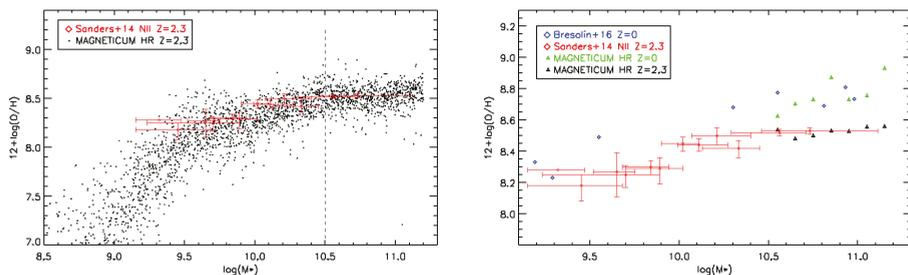 Sanders+14 NII Z=2.3
MAGNETICUM HR Z=2.3
12+log(O/H)
9.0
8.5
8.0
7.5
7.0
8.5
9.0
9.5
10.0
10.5
11.0
log(M*)
Bresolin+16 Z=0
Sanders+14 NII Z=2.3
MAGNETICUM HR Z=0
MAGNETICUM HR Z=2.3
12+log(O/H)
9.2
9.0
8.8
8.6
8.4
8.2
8.0
9.5
10.0
10.5
11.0
log(M*)